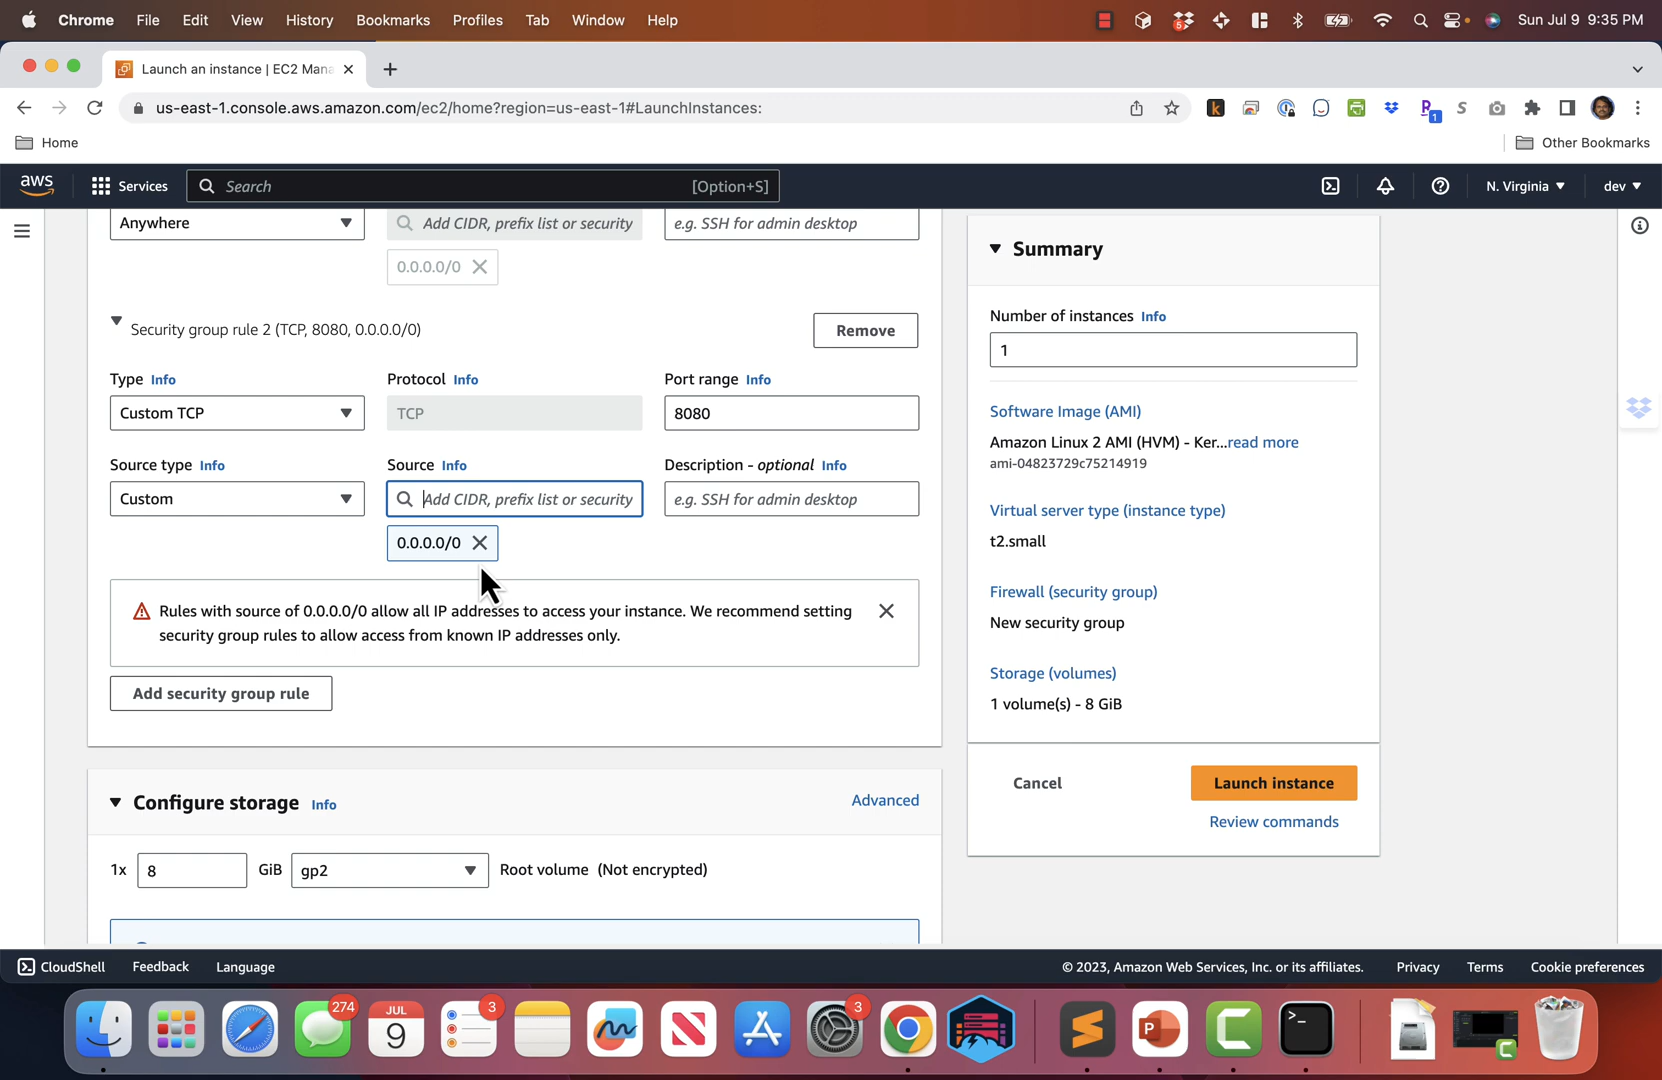 Chrome File Edit View History Bookmarks Profiles Tab Window Help 5 Sun Jul 9 9:35 PM
Launch an instance | EC2 Mana
us-east-1.console.aws.amazon.com/ec2/home?region=us-east-1#LaunchInstances:
1
Home
Other Bookmarks
aws Services Search [Option+S] N. Virginia dev
Anywhere Add CIDR, prefix list or security e.g. SSH for admin desktop
0.0.0.0/0
Security group rule 2 (TCP, 8080, 0.0.0.0/0) Remove
Type Info Protocol Info Port range Info
Custom TCP TCP 8080
Source type Info Source Info Description - optional Info
Custom Add CIDR, prefix list or security e.g. SSH for admin desktop
0.0.0.0/0
Rules with source of 0.0.0.0/0 allow all IP addresses to access your instance. We recommend setting
security group rules to allow access from known IP addresses only.
Add security group rule
Configure storage Info Advanced
1x 8 GiB gp2 Root volume (Not encrypted)
Summary
Number of instances Info
1
Software Image (AMI)
Amazon Linux 2 AMI (HVM) - Ker...read more
ami-04823729c75214919
Virtual server type (instance type)
t2.small
Firewall (security group)
New security group
Storage (volumes)
1 volume(s) - 8 GiB
Cancel Launch instance
Review commands
CloudShell Feedback Language © 2023, Amazon Web Services, Inc. or its affiliates. Privacy Terms Cookie preferences
274 JUL 9 3 3